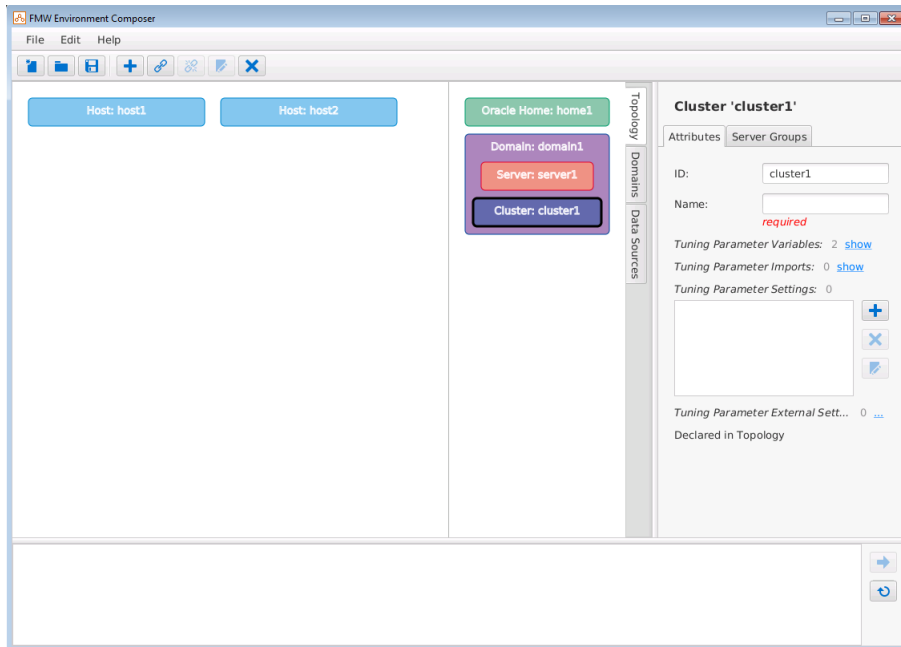 FMW Environment Composer
File Edit Help
Host: host1 Host: host2
Oracle Home: home1
Domain: domain1
Server: server1
Cluster: cluster1
Topology
Domains
Data Sources
Cluster 'cluster1'
Attributes Server Groups
ID: cluster1
Name:
required
Tuning Parameter Variables: 2 show
Tuning Parameter Imports: 0 show
Tuning Parameter Settings: 0
Tuning Parameter External Sett... 0 ...
Declared in Topology